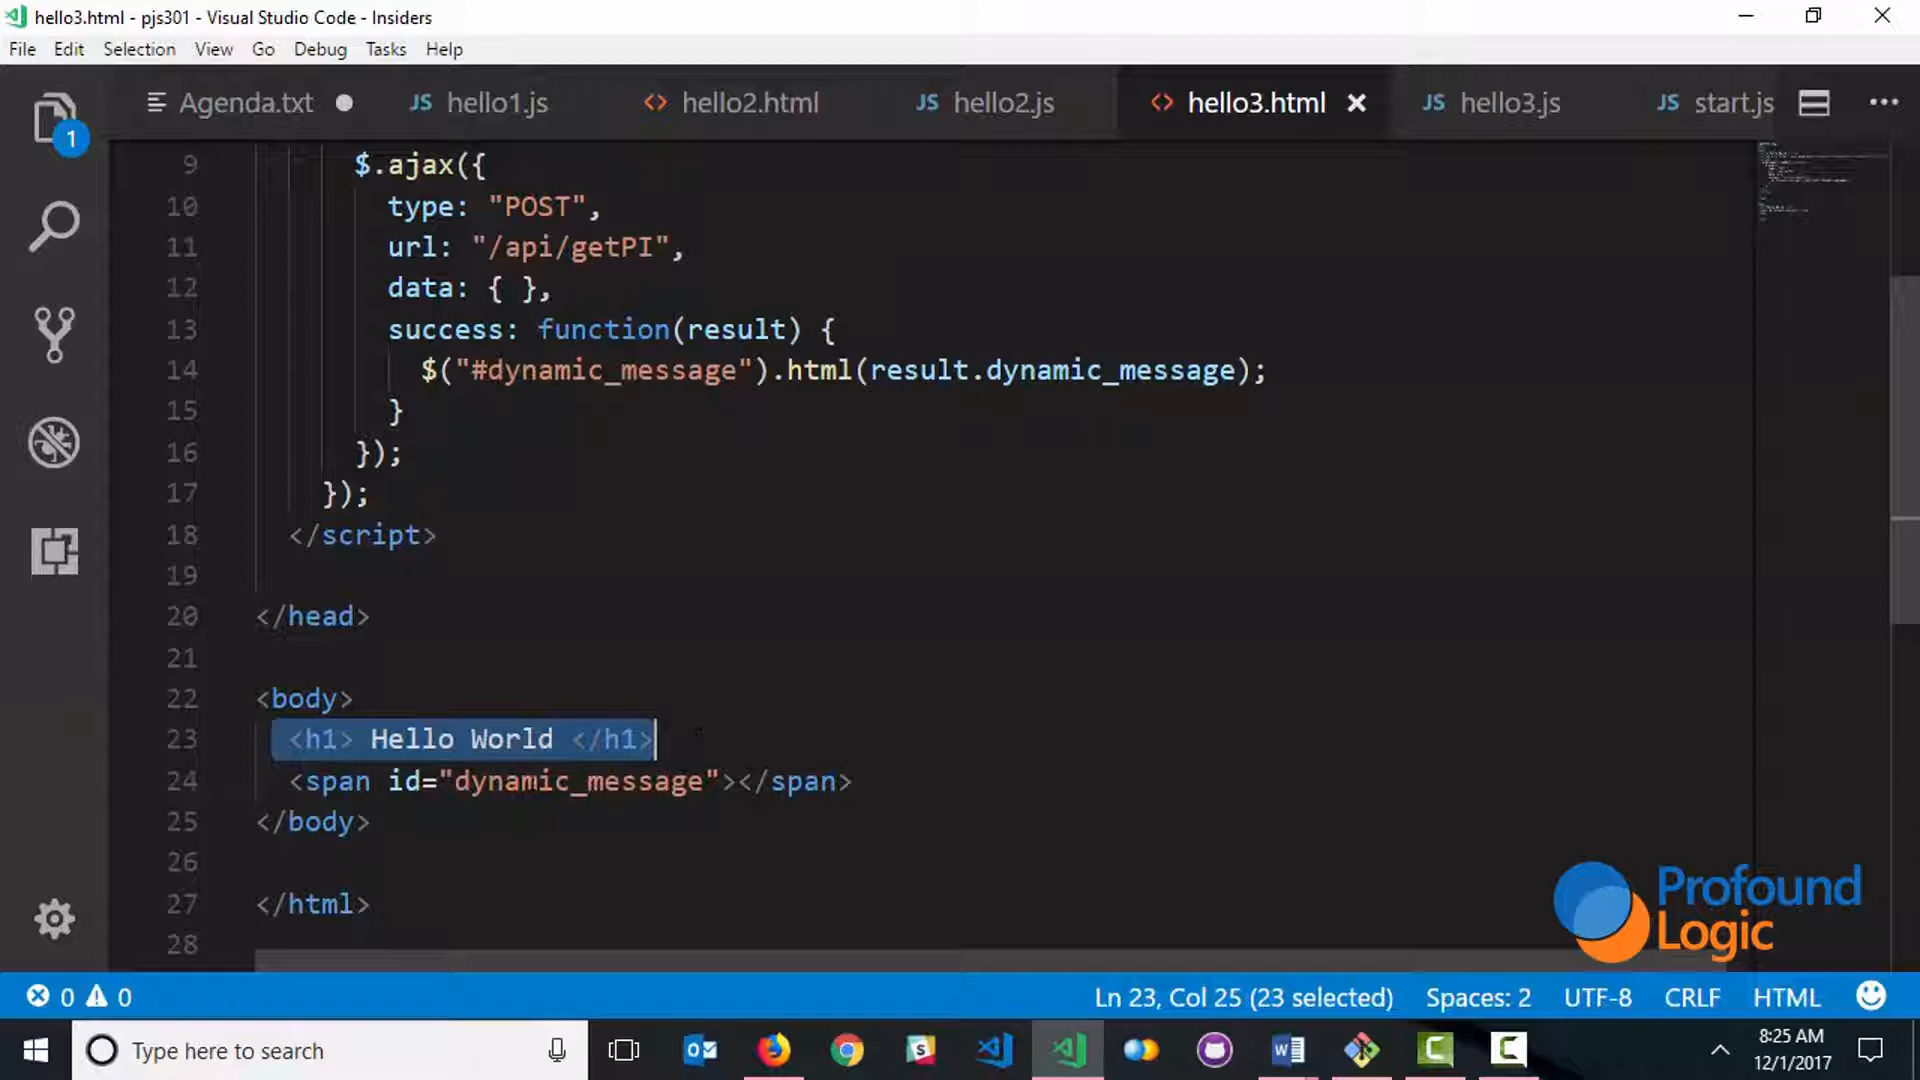 hello3.html - pjs301 - Visual Studio Code - Insiders
File Edit Selection View Go Debug Tasks Help
Agenda.txt JS hello1.js <> hello2.html JS hello2.js <> hello3.html JS hello3.js JS start.js
1
9 $.ajax({
10 type: "POST",
11 url: "/api/getPI",
12 data: { },
13 success: function(result) {
14 $("#dynamic_message").html(result.dynamic_message);
15 }
16 });
17 });
18 </script>
19
20 </head>
21
22 <body>
23 <h1> Hello World </h1>
24 <span id="dynamic_message"></span>
25 </body>
26
27 </html>
28
Profound
Logic
0 0 Ln 23, Col 25 (23 selected) Spaces: 2 UTF-8 CRLF HTML
Type here to search
8:25 AM
12/1/2017